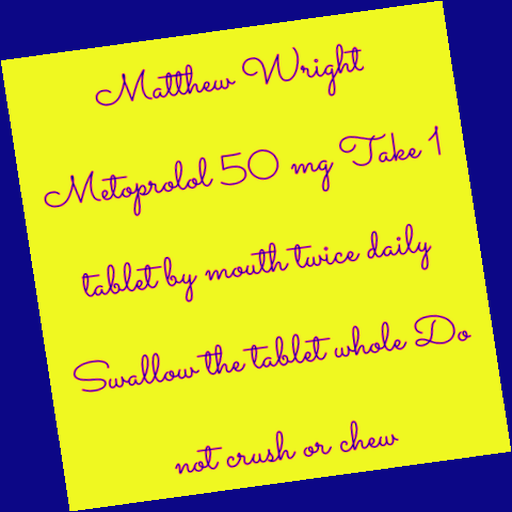 Matthew Wright
Metoprolol 50 mg Take 1
tablet by mouth twice daily
Swallow the tablet whole Do
not crush or chew